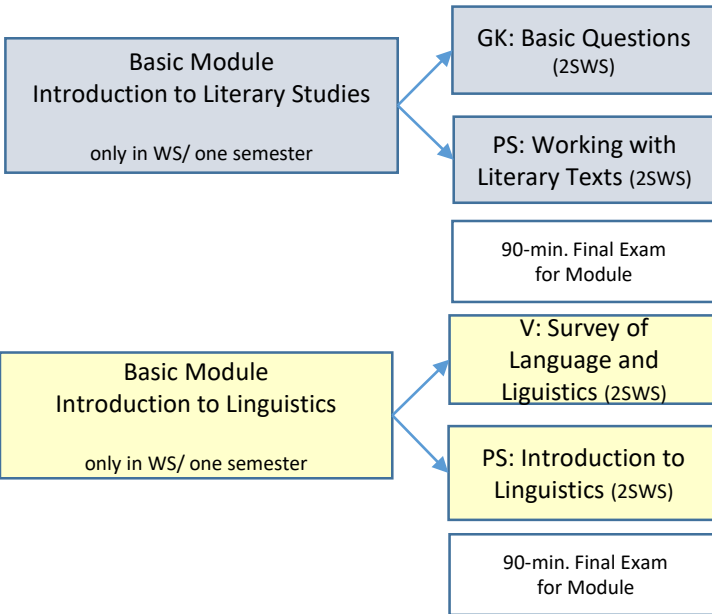 Basic Module
Introduction to Literary Studies
only in WS/ one semester
GK: Basic Questions
(2SWS)
PS: Working with
Literary Texts (2SWS)
90-min. Final Exam
for Module
Basic Module
Introduction to Linguistics
only in WS/ one semester
V: Survey of
Language and
Liguistics (2SWS)
PS: Introduction to
Linguistics (2SWS)
90-min. Final Exam
for Module